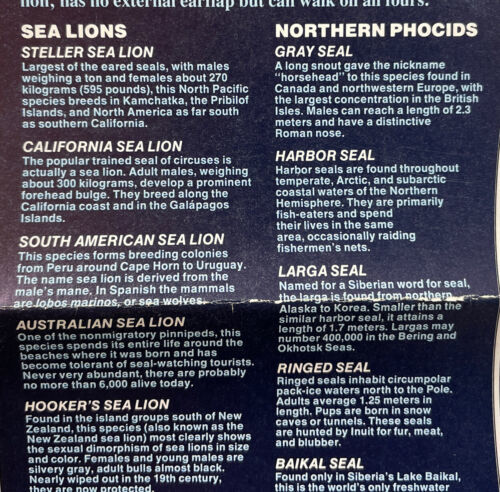 lion, has no external earflap but can walk on all fours.
SEA LIONS
STELLER SEA LION
Largest of the eared seals, with males
weighing a ton and females about 270
kilograms (595 pounds), this North Pacific
species breeds in Kamchatka, the Pribilof
Islands, and North America as far south
as southern California.
CALIFORNIA SEA LION
The popular trained seal of circuses is
actually a sea lion. Adult males, weighing
about 300 kilograms, develop a prominent
forehead bulge. They breed along the
California coast and in the Galápagos
Islands.
SOUTH AMERICAN SEA LION
This species forms breeding colonies
from Peru around Cape Horn to Uruguay.
The name sea lion is derived from the
male's mane. In Spanish the mammals
are lobos marinos, or sea wolves.
AUSTRALIAN SEA LION
One of the nonmigratory pinnipeds, this
species spends its entire life around the
beaches where it was born and has
become tolerant of seal-watching tourists.
Never very abundant, there are probably
no more than 6,000 alive today.
HOOKER'S SEA LION
Found in the island groups south of New
Zealand, this species (also known as the
New Zealand sea lion) most clearly shows
the sexual dimorphism of sea lions in size
and color. Females and young males are
silvery gray, adult bulls almost black.
Nearly wiped out in the 19th century,
they are now protected.
NORTHERN PHOCIDS
GRAY SEAL
A long snout gave the nickname
"horsehead" to this species found in
Canada and northwestern Europe, with
the largest concentration in the British
Isles. Males can reach a length of 2.3
meters and have a distinctive
Roman nose.
HARBOR SEAL
Harbor seals are found throughout
temperate, Arctic, and subarctic
coastal waters of the Northern
Hemisphere. They are primarily
fish-eaters and spend
their lives in the same
area, occasionally raiding
fishermen's nets.
LARGA SEAL
Named for a Siberian word for seal,
the larga is found from northern
Alaska to Korea. Smaller than the
similar harbor seal, it attains a
length of 1.7 meters. Largas may
number 400,000 in the Bering and
Okhotsk Seas.
RINGED SEAL
Ringed seals inhabit circumpolar
pack-ice waters north to the Pole.
Adults average 1.25 meters in
length. Pups are born in snow
caves or tunnels. These seals
are hunted by Inuit for fur, meat,
and blubber.
BAIKAL SEAL
Found only in Siberia's Lake Baikal,
this is the world's only freshwater